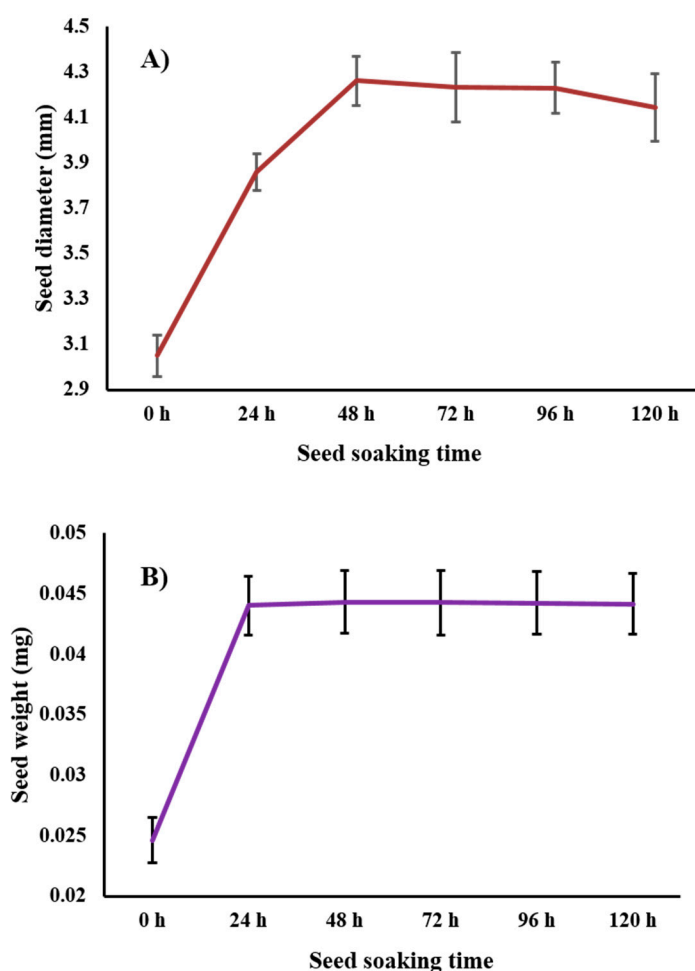 A)
Seed diameter (mm)
4.5
4.3
4.1
3.9
3.7
3.5
3.3
3.1
2.9
0 h 24 h 48 h 72 h 96 h 120 h
Seed soaking time
B)
Seed weight (mg)
0.05
0.045
0.04
0.035
0.03
0.025
0.02
0 h 24 h 48 h 72 h 96 h 120 h
Seed soaking time